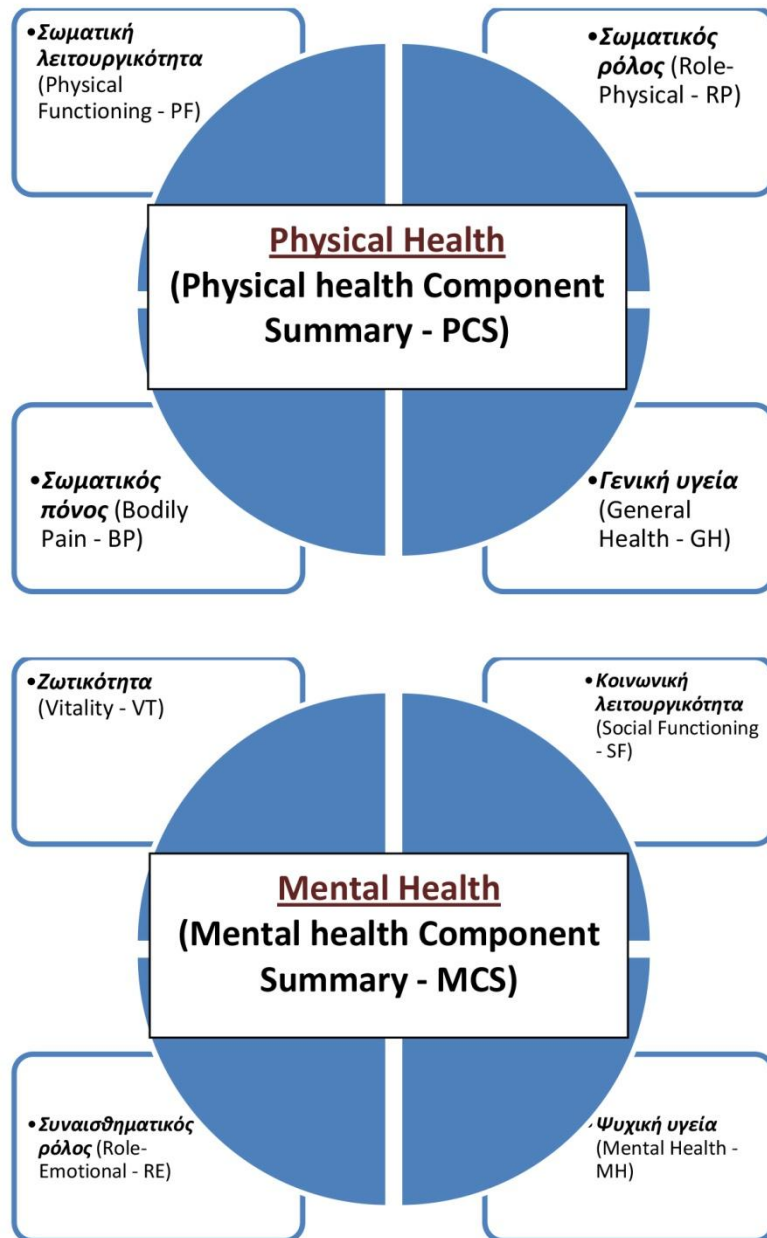 •Σωματική
λειτουργικότητα
(Physical
Functioning - PF)
•Σωματικός
ρόλος (Role-
Physical - RP)
Physical Health
(Physical health Component
Summary - PCS)
•Σωματικός
πόνος (Bodily
Pain - BP)
•Γενική υγεία
(General
Health - GH)
•Ζωτικότητα
(Vitality - VT)
•Κοινωνική
λειτουργικότητα
(Social Functioning
- SF)
Mental Health
(Mental health Component
Summary - MCS)
•Συναισθηματικός
ρόλος (Role-
Emotional - RE)
•Ψυχική υγεία
(Mental Health -
MH)